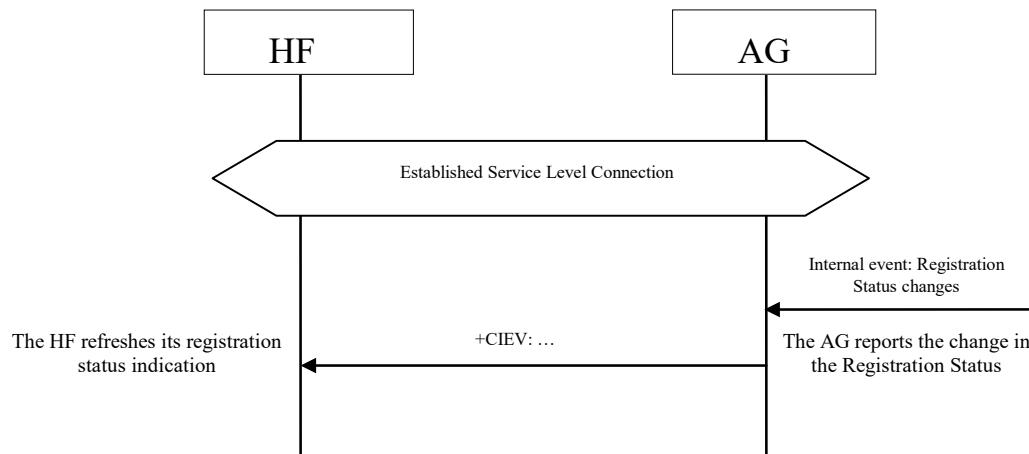 HF
AG
Established Service Level Connection
Internal event: Registration
Status changes
The HF refreshes its registration
status indication
+CIEV: …
The AG reports the change in
the Registration Status